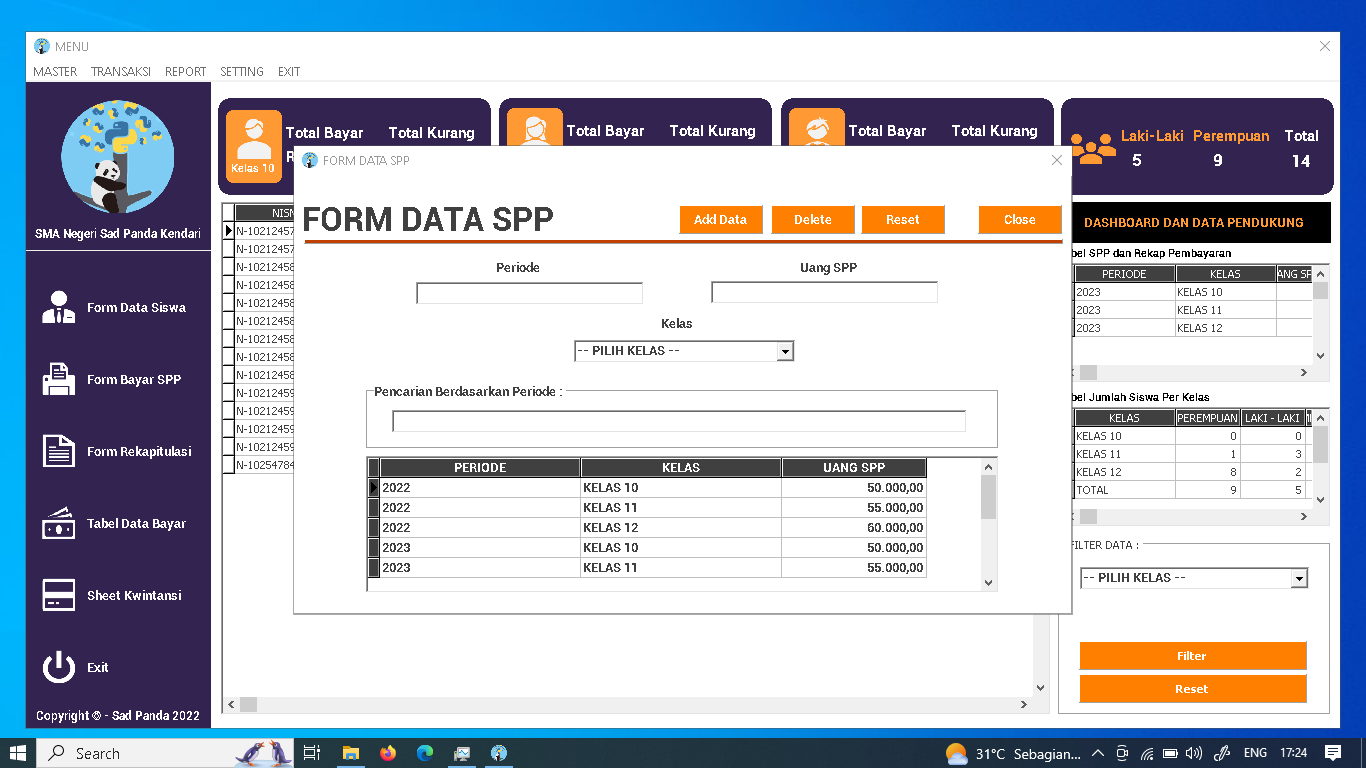 MENU
MASTER TRANSAKSI REPORT SETTING EXIT
SMA Negeri Sad Panda Kendari
Form Data Siswa
Form Bayar SPP
Form Rekapitulasi
Tabel Data Bayar
Sheet Kwintansi
Exit
Copyright © - Sad Panda 2022
Kelas 10
Total Bayar Total Kurang
Total Bayar Total Kurang
Total Bayar Total Kurang
Laki-Laki Perempuan Total
5 9 14
N-10212457
N-10212457
N-10212458
N-10212458
N-10212458
N-10212458
N-10212458
N-10212458
N-10212458
N-10212459
N-10212459
N-10212459
N-10212459
N-10254784
FORM DATA SPP
FORM DATA SPP
Add Data Delete Reset Close
Periode Uang SPP
Kelas
-- PILIH KELAS --
Pencarian Berdasarkan Periode :
PERIODE KELAS UANG SPP
2022 KELAS 10 50.000,00
2022 KELAS 11 55.000,00
2022 KELAS 12 60.000,00
2023 KELAS 10 50.000,00
2023 KELAS 11 55.000,00
DASHBOARD DAN DATA PENDUKUNG
bel SPP dan Rekap Pembayaran
PERIODE KELAS ANG SP
2023 KELAS 10
2023 KELAS 11
2023 KELAS 12
bel Jumlah Siswa Per Kelas
KELAS PEREMPUAN LAKI - LAKI
KELAS 10 0 0
KELAS 11 1 3
KELAS 12 8 2
TOTAL 9 5
FILTER DATA :
-- PILIH KELAS --
Filter
Reset
Search
31°C Sebagian... ENG 17:24